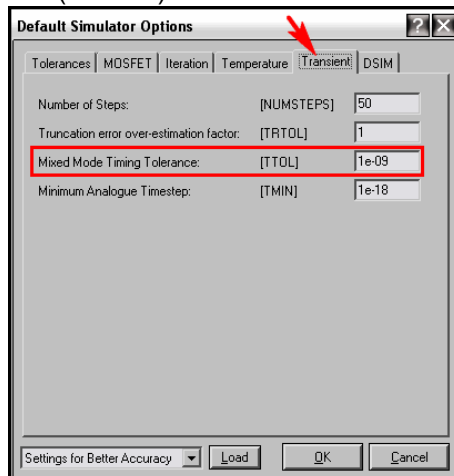 Default Simulator Options
Tolerances MOSFET Iteration Temperature Transient DSIM
Number of Steps: [NUMSTEPS] 50
Truncation error over-estimation factor: [TRTOL] 1
Mixed Mode Timing Tolerance: [TTOL] 1e-09
Minimum Analogue Timestep: [TMIN] 1e-18
Settings for Better Accuracy Load OK Cancel